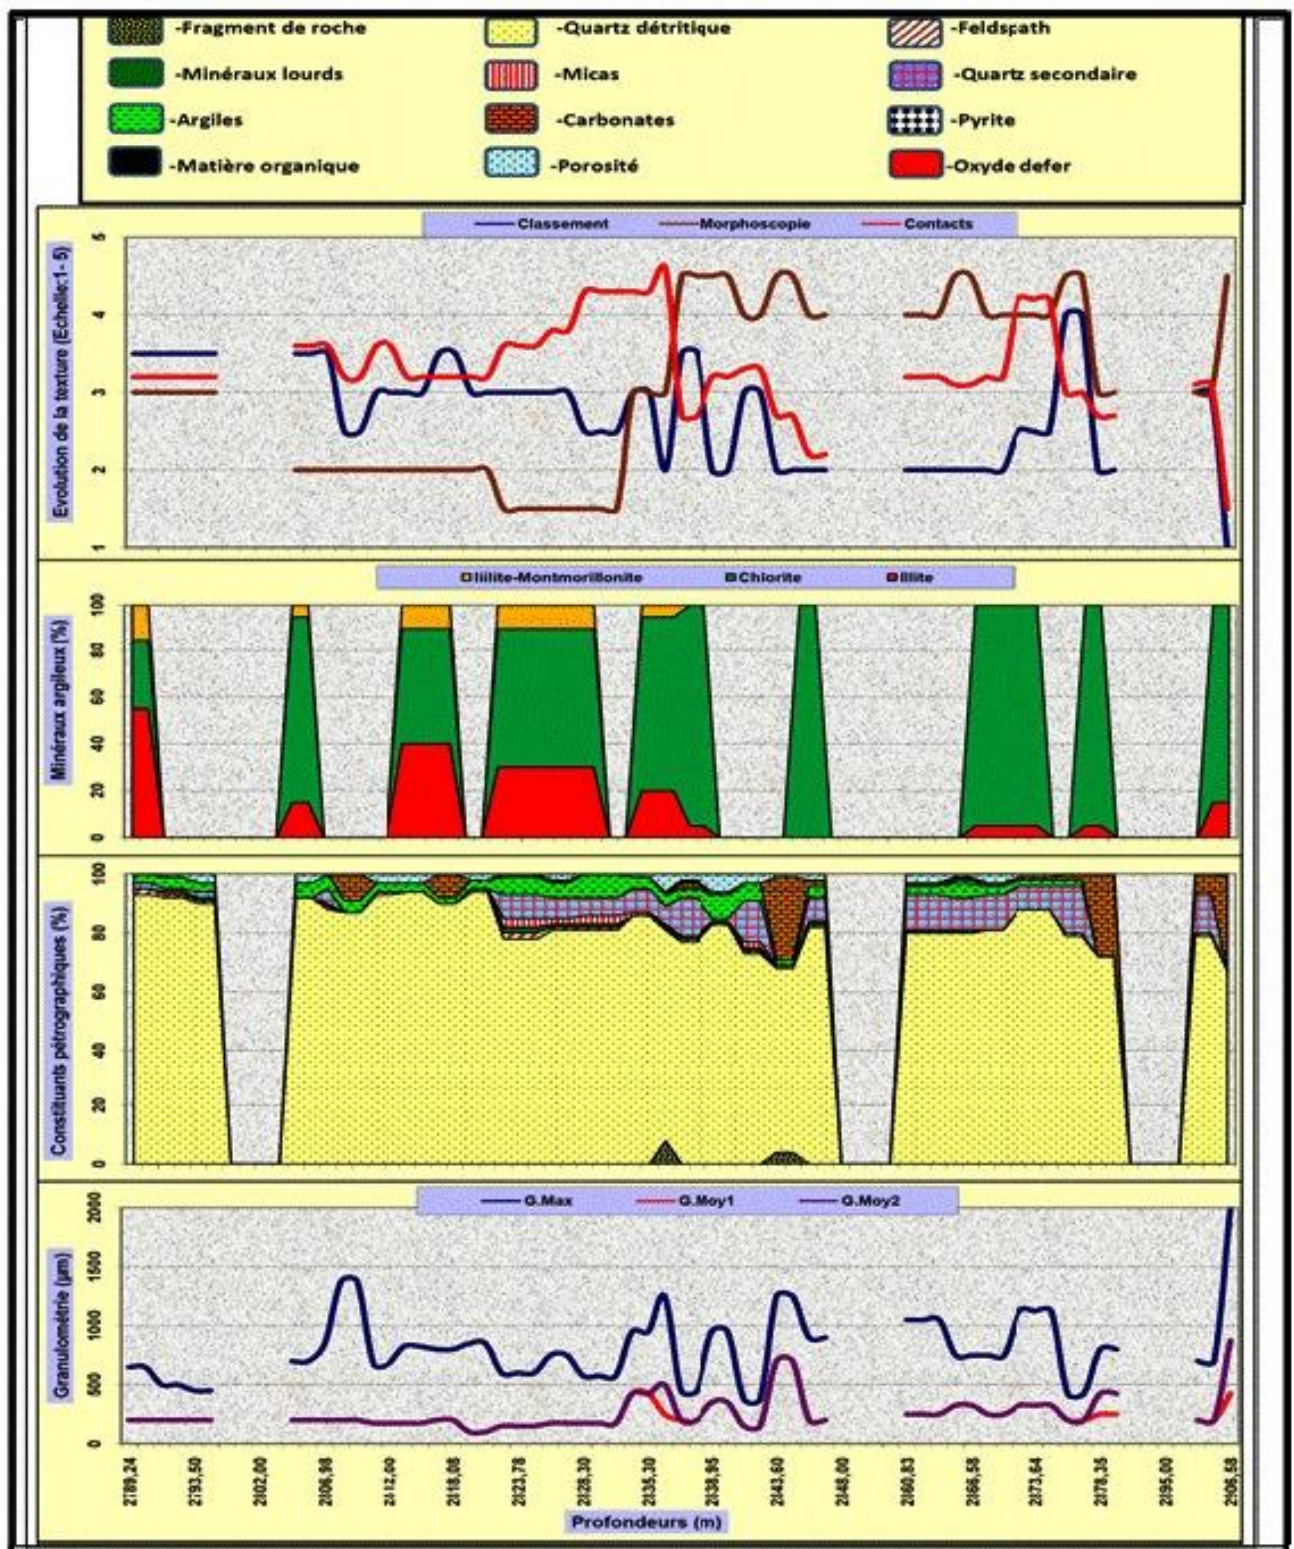 -Fragment de roche -Quartz détritique -Feldspath
-Minéraux lourds -Micas -Quartz secondaire
-Argiles -Carbonates -Pyrite
-Matière organique -Porosité -Oxyde defer
Classement Morphoscopie Contacts
Evolution de la texture (Echelle:1- 5)
5
4
3
2
1
Iilite-Montmorillonite Chlorite Illite
Minéraux argileux (%)
100
80
60
40
20
0
Constituants pétrographiques (%)
100
80
60
40
20
0
G.Max G.Moy1 G.Moy2
Granulométrie (µm)
2000
1500
1000
500
0
2789,24 2793,50 2802,00 2806,98 2812,00 2818,08 2823,78 2828,30 2835,30 2838,95 2843,60 2848,00 2860,83 2866,58 2873,64 2878,35 2895,00 2906,58
Profondeurs (m)